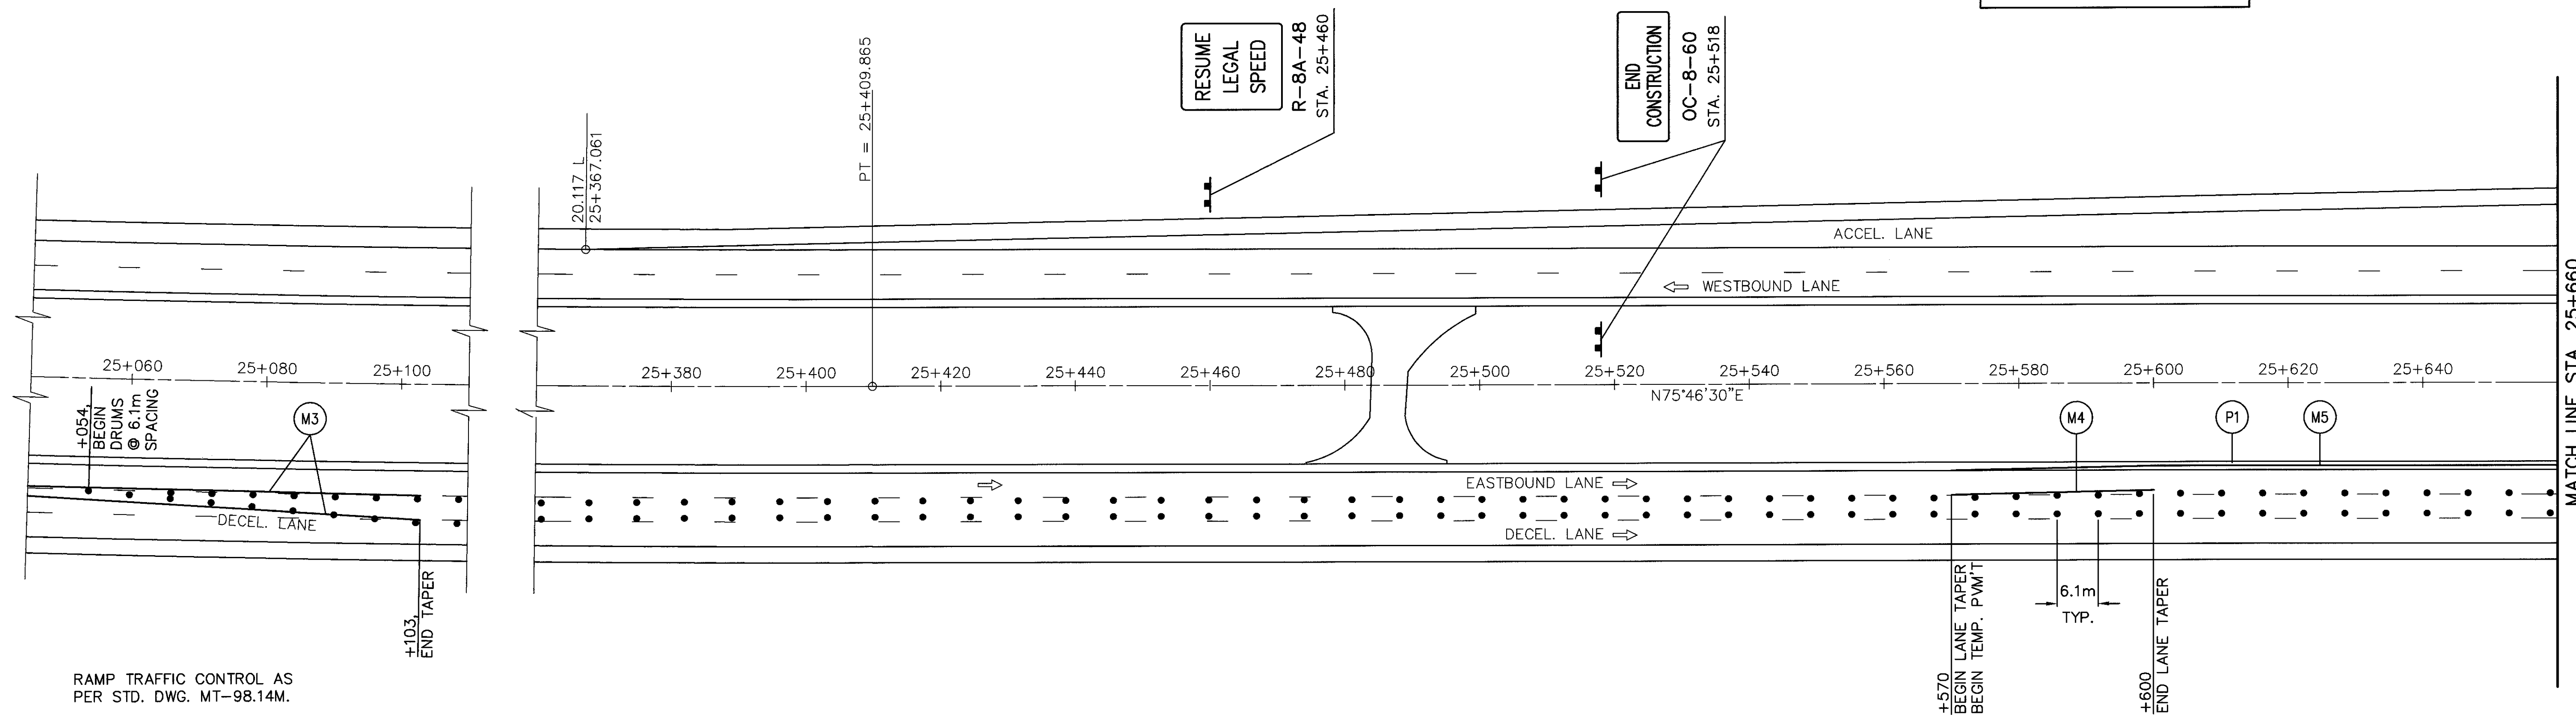 RESUME
LEGAL
SPEED
R-8A-48
STA. 25+460
END
CONSTRUCTION
OC-8-60
STA. 25+518
20.117 L
25+367.061
PT = 25+409.865
ACCEL. LANE
WESTBOUND LANE
25+060
25+080
25+100
25+380
25+400
25+420
25+440
25+460
25+480
25+500
25+520
25+540
25+560
25+580
25+600
25+620
25+640
N75°46'30"E
MATCH LINE STA. 25+660
+054,
BEGIN
DRUMS
@ 6.1m
SPACING
M3
M4
P1
M5
EASTBOUND LANE
DECEL. LANE
DECEL. LANE
+103,
END TAPER
+570
BEGIN LANE TAPER
BEGIN TEMP. PVM'T
6.1m
TYP.
+600
END LANE TAPER
RAMP TRAFFIC CONTROL AS
PER STD. DWG. MT-98.14M.